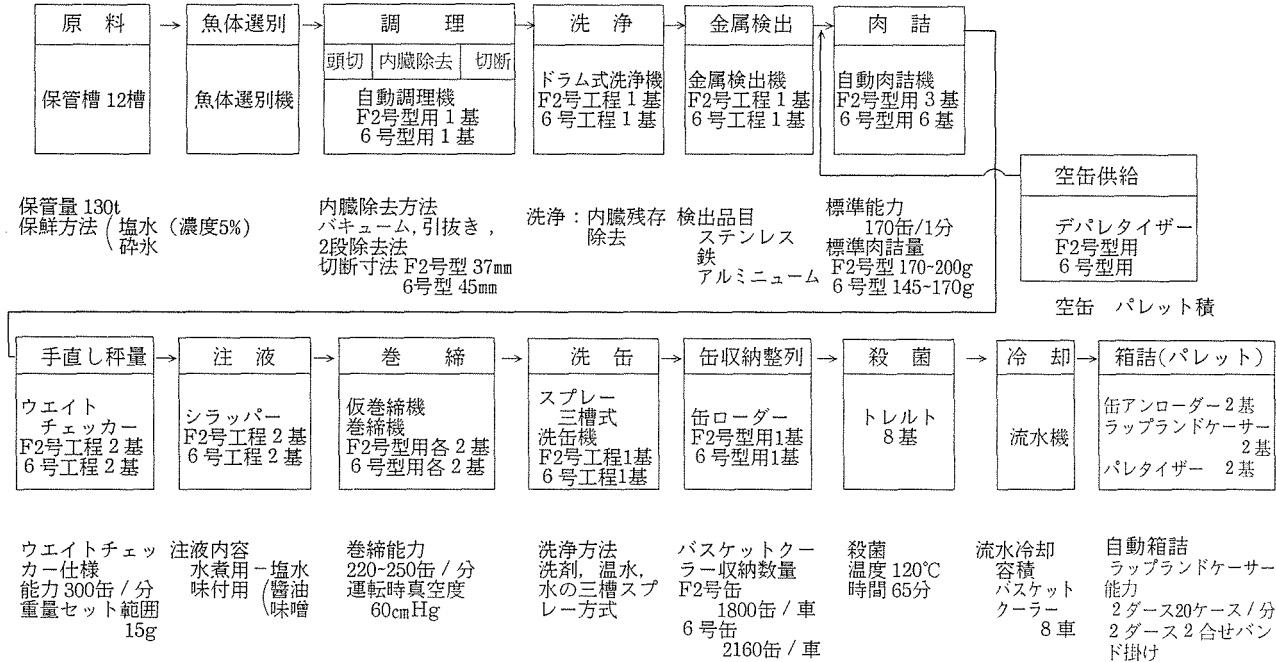 原料
保管槽12槽
保管量130t
保鮮方法(塩水(濃度5%)
砕氷
魚体選別
魚体選別機
調理
頭切 内臓除去 切断
自動調理機
F2号型用1基
6号型用1基
内臓除去方法
バキューム,引抜き,
2段除去法
切断寸法 F2号型 37mm
6号型 45mm
洗浄
ドラム式洗浄機
F2号工程1基
6号工程1基
洗浄:内臓残存
除去
金属検出
金属検出機
F2号工程1基
6号工程1基
検出品目
ステンレス
鉄
アルミニューム
肉詰
自動肉詰機
F2号型用3基
6号型用6基
標準能力
170缶/1分
標準肉詰量
F2号型170~200g
6号型145~170g
空缶供給
デパレタイザー
F2号型用
6号型用
空缶 パレット積
手直し秤量
ウエイト
チェッカー
F2号工程2基
6号工程2基
ウエイトチェッ
カー仕様
能力300缶/分
重量セット範囲
15g
注液
シラッパー
F2号工程2基
6号工程2基
注液内容
水煮用-塩水
味付用(醬油
味噌
巻締
仮巻締機
巻締機
F2号型用各2基
6号型用各2基
巻締能力
220~250缶/分
運転時真空度
60cmHg
洗缶
スプレー
三槽式
洗缶機
F2号工程1基
6号工程1基
洗浄方法
洗剤,温水,
水の三槽スプ
レー方式
缶収納整列
缶ローダー
F2号型用1基
6号型用1基
バスケットクー
ラー収納数量
F2号缶
1800缶/車
6号缶
2160缶/車
殺菌
トレルト
8基
殺菌
温度120℃
時間65分
冷却
流水機
流水冷却
容積
バスケット
クーラー
8車
箱詰(パレット)
缶アンローダー2基
ラップランドケーサー
2基
パレタイザー 2基
自動箱詰
ラップランドケーサー
能力
2ダース20ケース/分
2ダース2合せバン
ド掛け